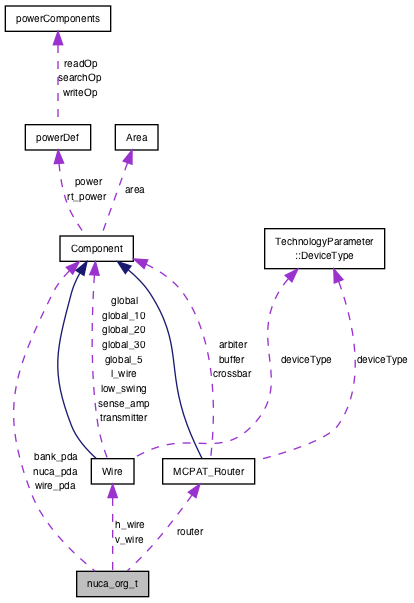 powerComponents
readOp
searchOp
writeOp
powerDef
Area
power
rt_power
area
Component
TechnologyParameter
::DeviceType
global
global_10
global_20
global_30
global_5
l_wire
low_swing
sense_amp
transmitter
arbiter
buffer
crossbar
deviceType
deviceType
bank_pda
nuca_pda
wire_pda
Wire
MCPAT_Router
h_wire
v_wire
router
nuca_org_t